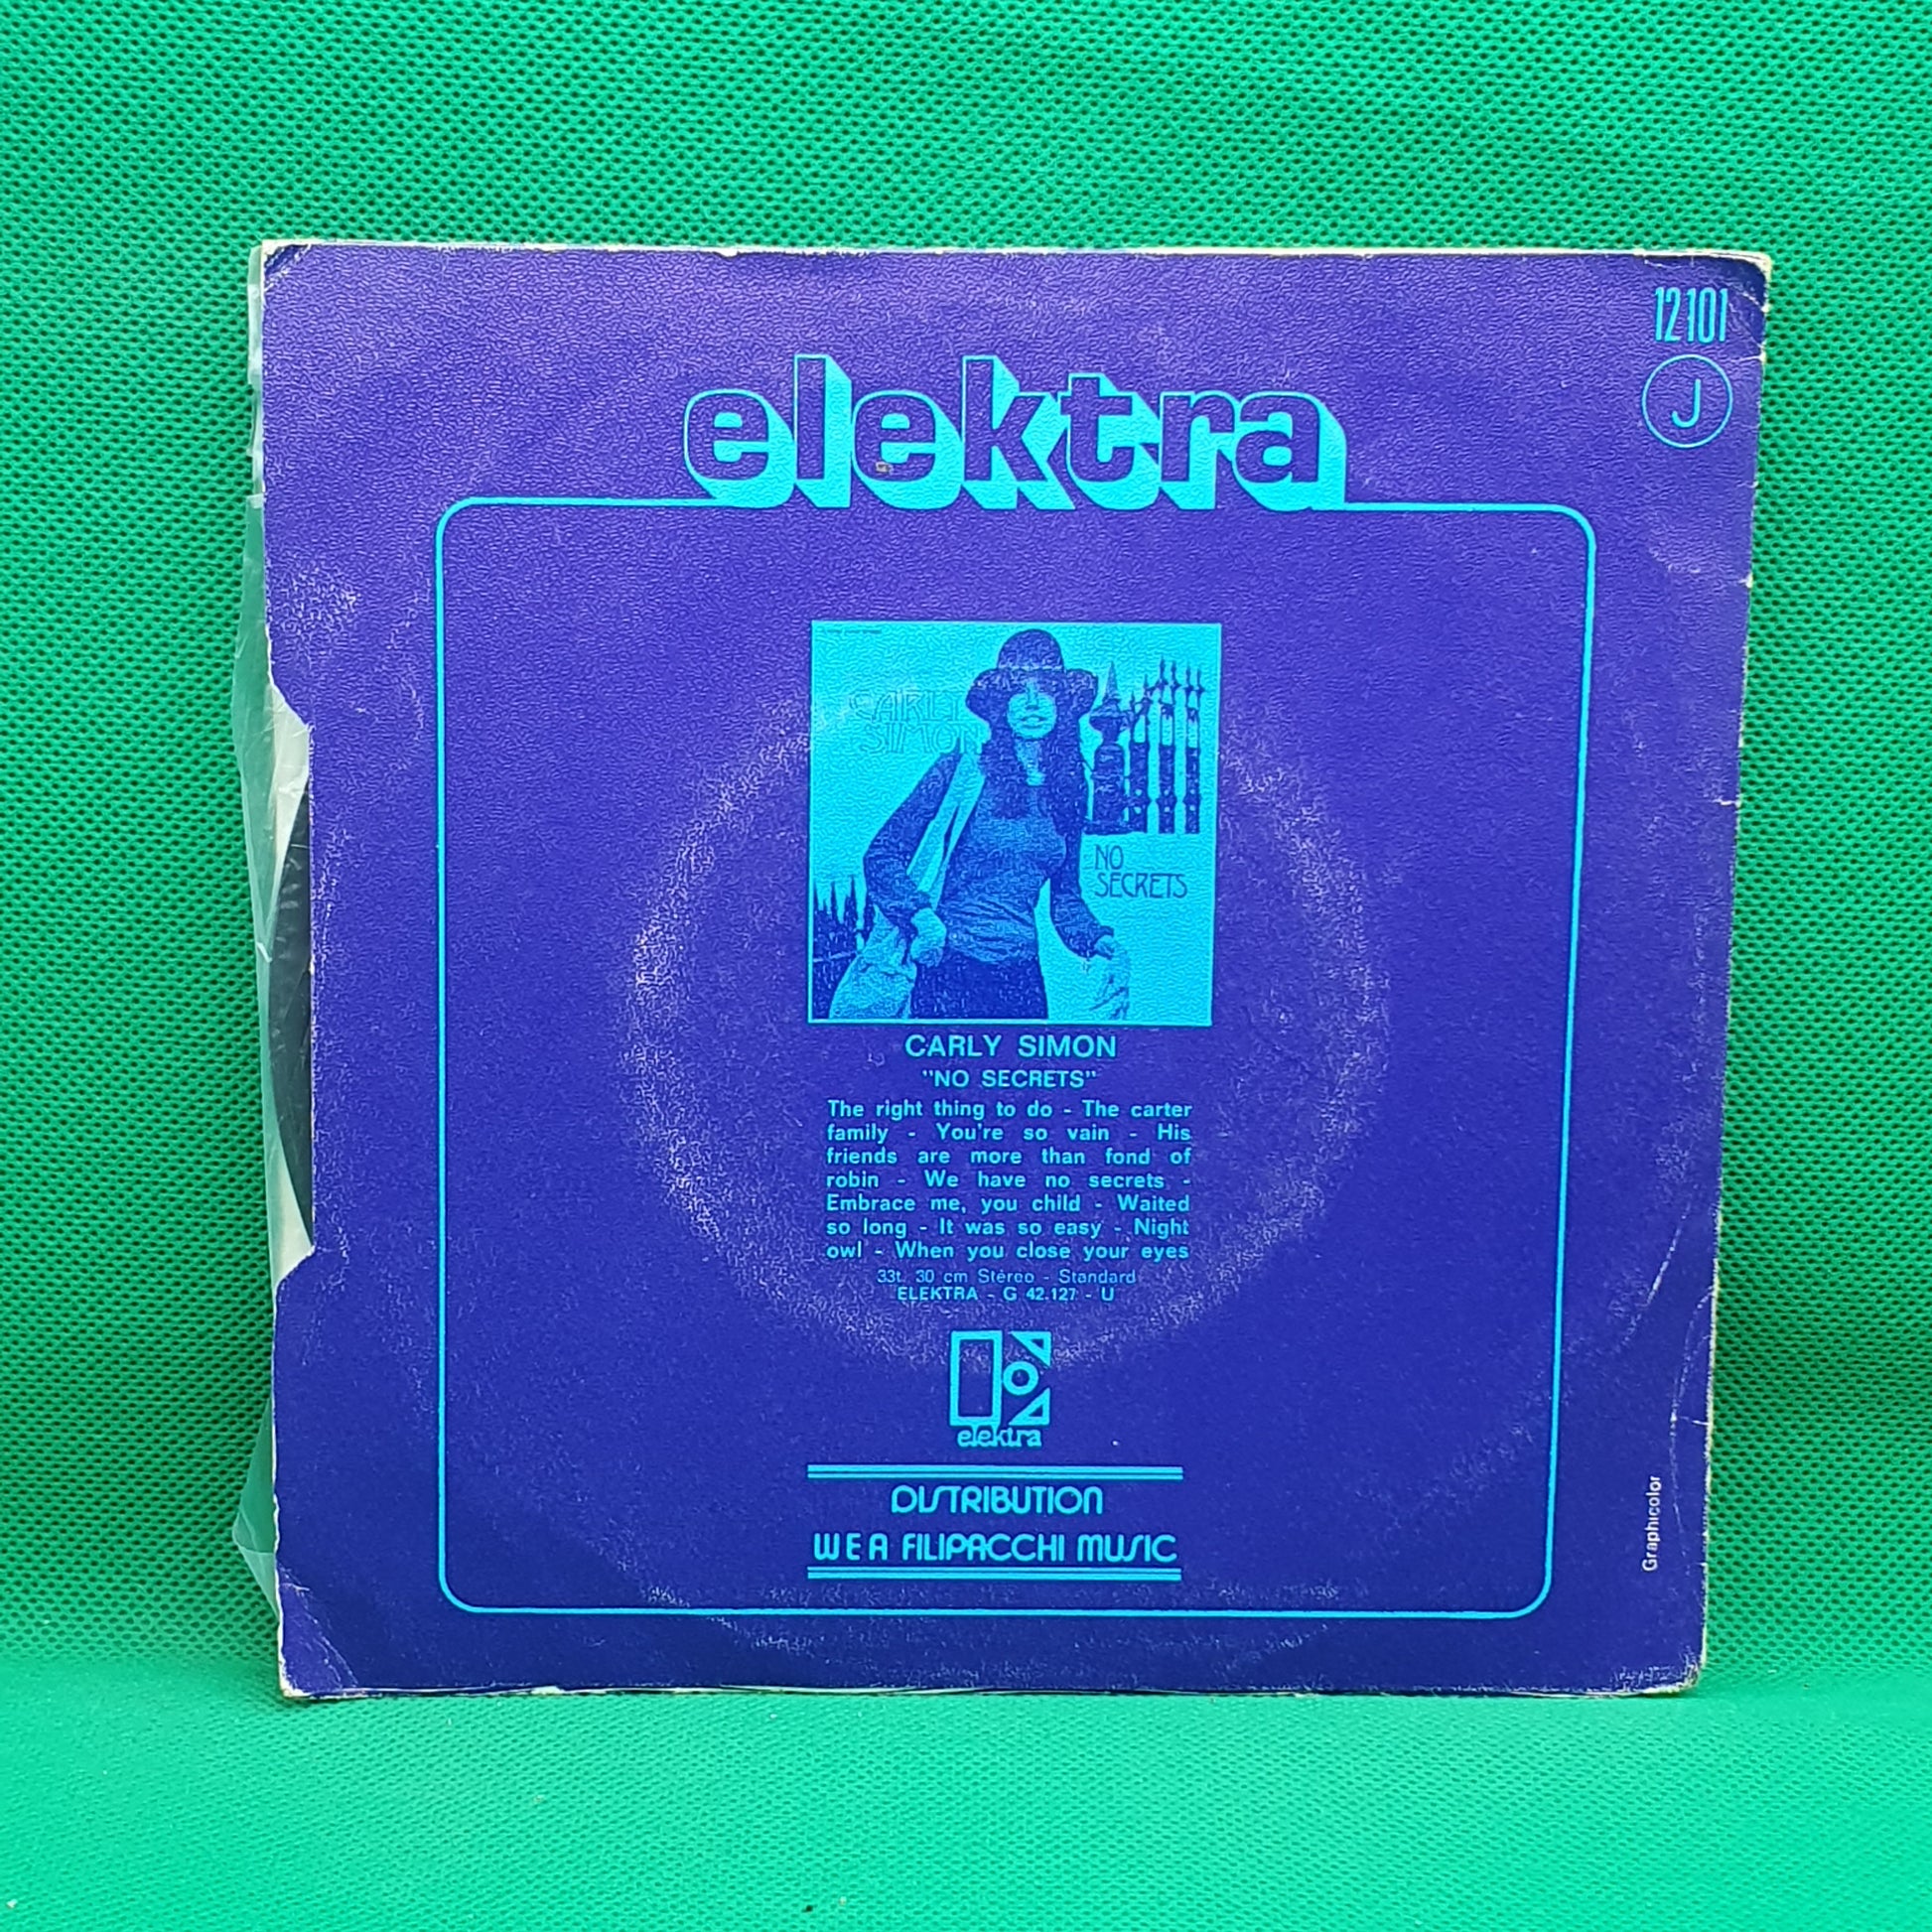 12101
J
elektra
CARLY
SIMON
NO
SECRETS
CARLY SIMON
"NO SECRETS"
The right thing to do - The carter
family - You're so vain - His
friends are more than fond of
robin - We have no secrets -
Embrace me, you child - Waited
so long - It was so easy - Night
owl - When you close your eyes
33t. 30 cm Stéreo - Standard
ELEKTRA - G 42.127 - U
elektra
DISTRIBUTION
WEA FILIPACCHI MUSIC
Graphicolor